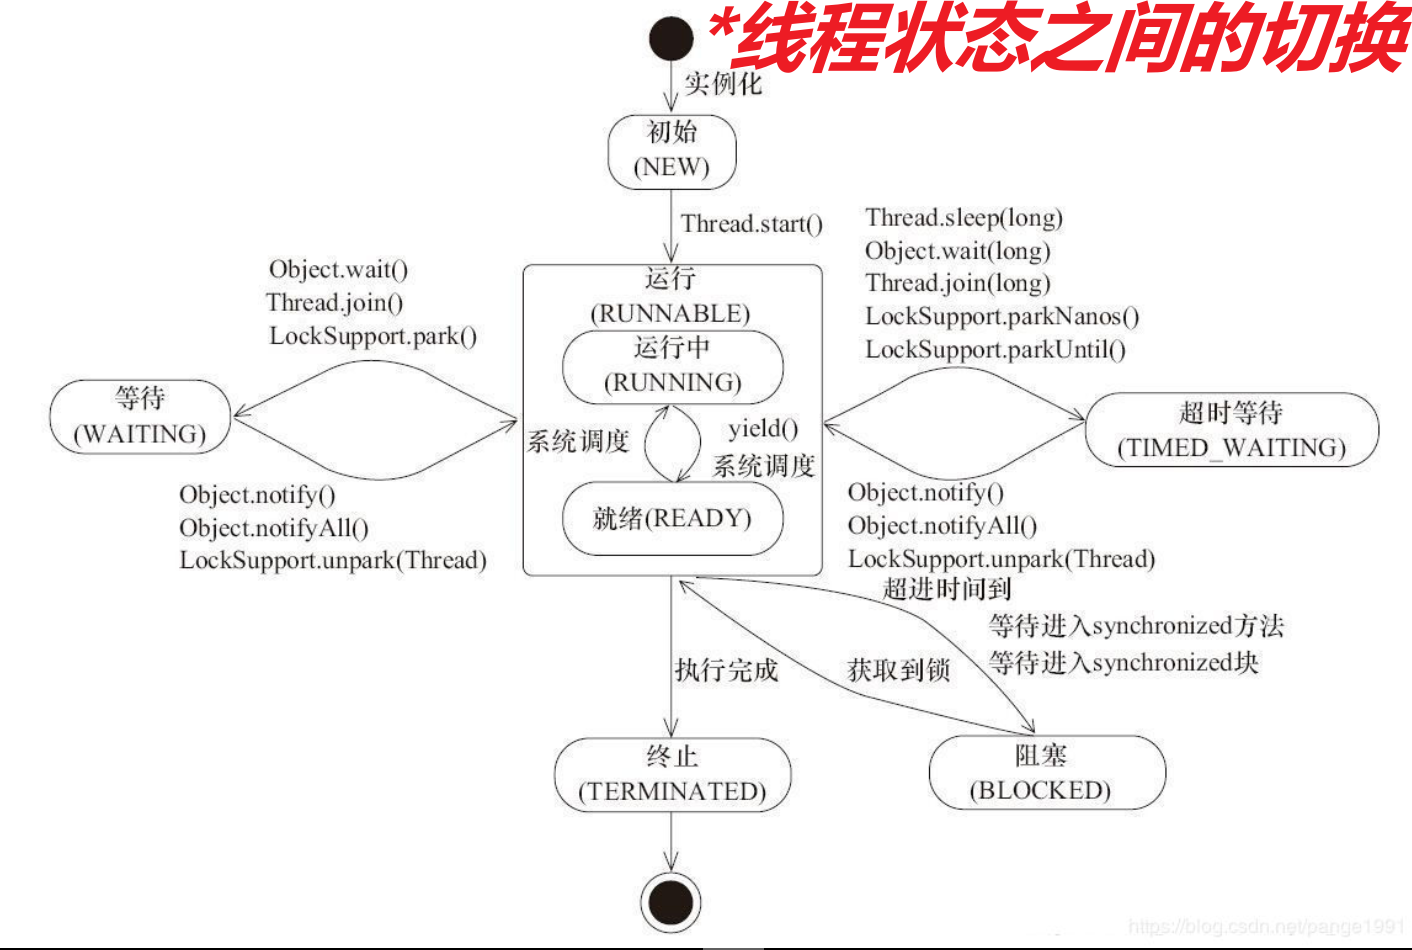 *线程状态之间的切换
实例化
初始
(NEW)
Thread.start()
Thread.sleep(long)
Object.wait(long)
Thread.join(long)
LockSupport.parkNanos()
LockSupport.parkUntil()
Object.wait()
Thread.join()
LockSupport.park()
运行
(RUNNABLE)
运行中
(RUNNING)
等待
(WAITING)
超时等待
(TIMED_WAITING)
系统调度
yield()
系统调度
就绪(READY)
Object.notify()
Object.notifyAll()
LockSupport.unpark(Thread)
Object.notify()
Object.notifyAll()
LockSupport.unpark(Thread)
超进时间到
等待进入synchronized方法
等待进入synchronized块
获取到锁
执行完成
终止
(TERMINATED)
阻塞
(BLOCKED)
https://blog.csdn.net/pange1991